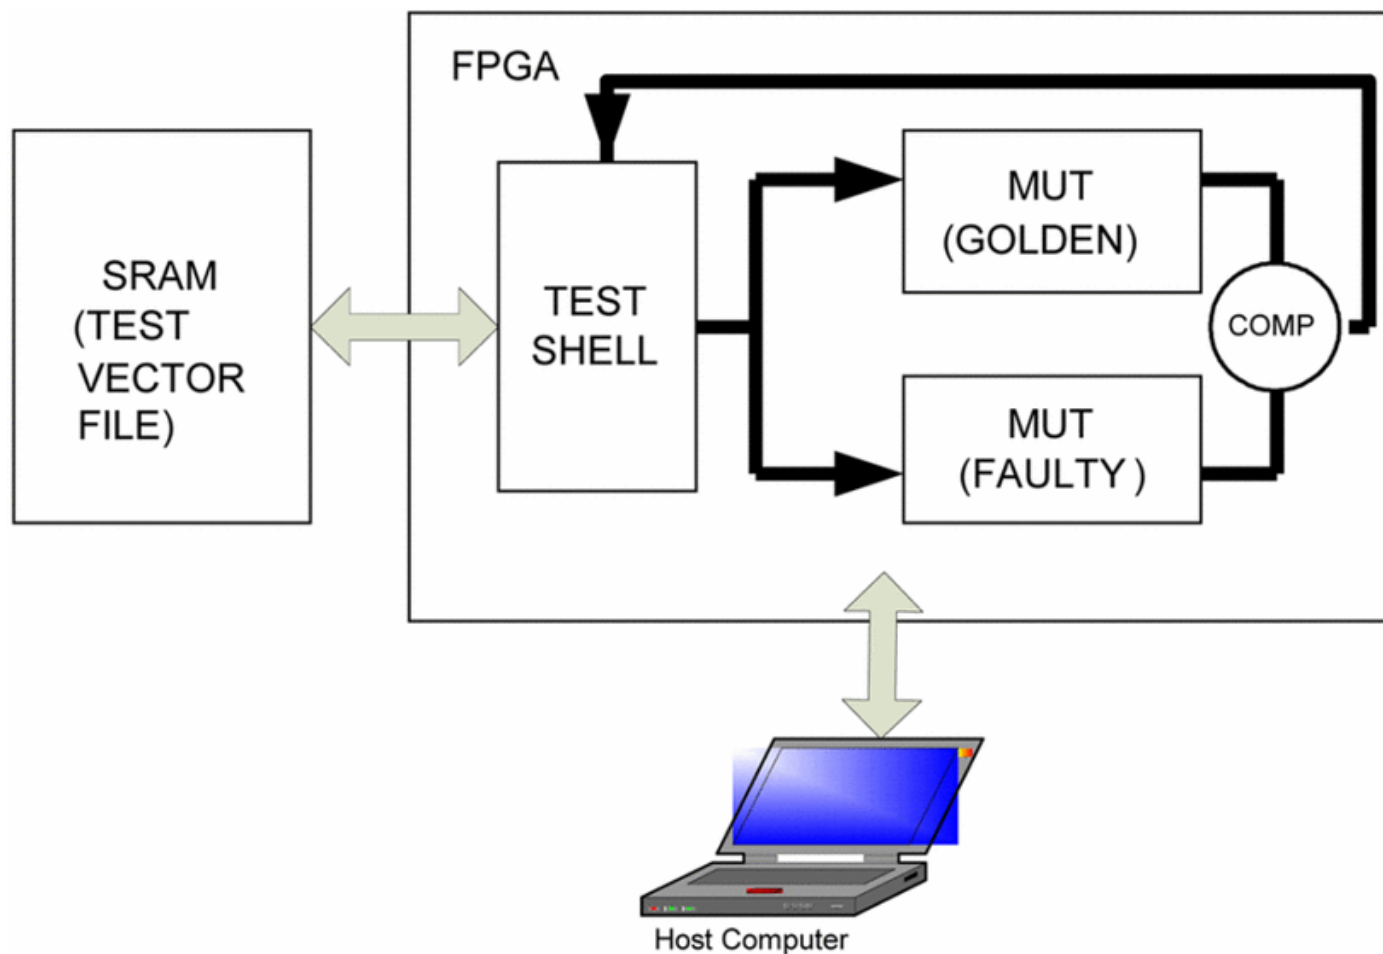 FPGA
SRAM
(TEST
VECTOR
FILE)
TEST
SHELL
MUT
(GOLDEN)
COMP
MUT
(FAULTY )
Host Computer